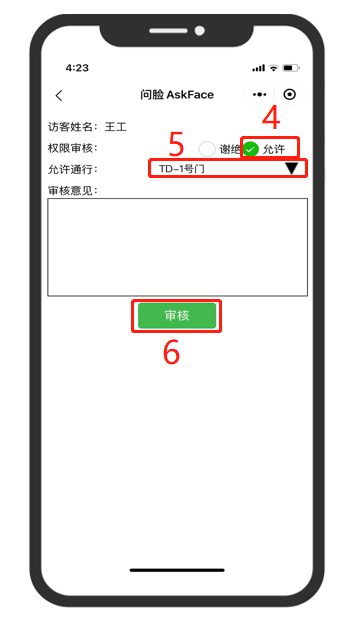 4:23
问脸 AskFace
4
访客姓名：王工
5
权限审核： 谢绝 允许
允许通行： TD-1号门
审核意见：
审核
6